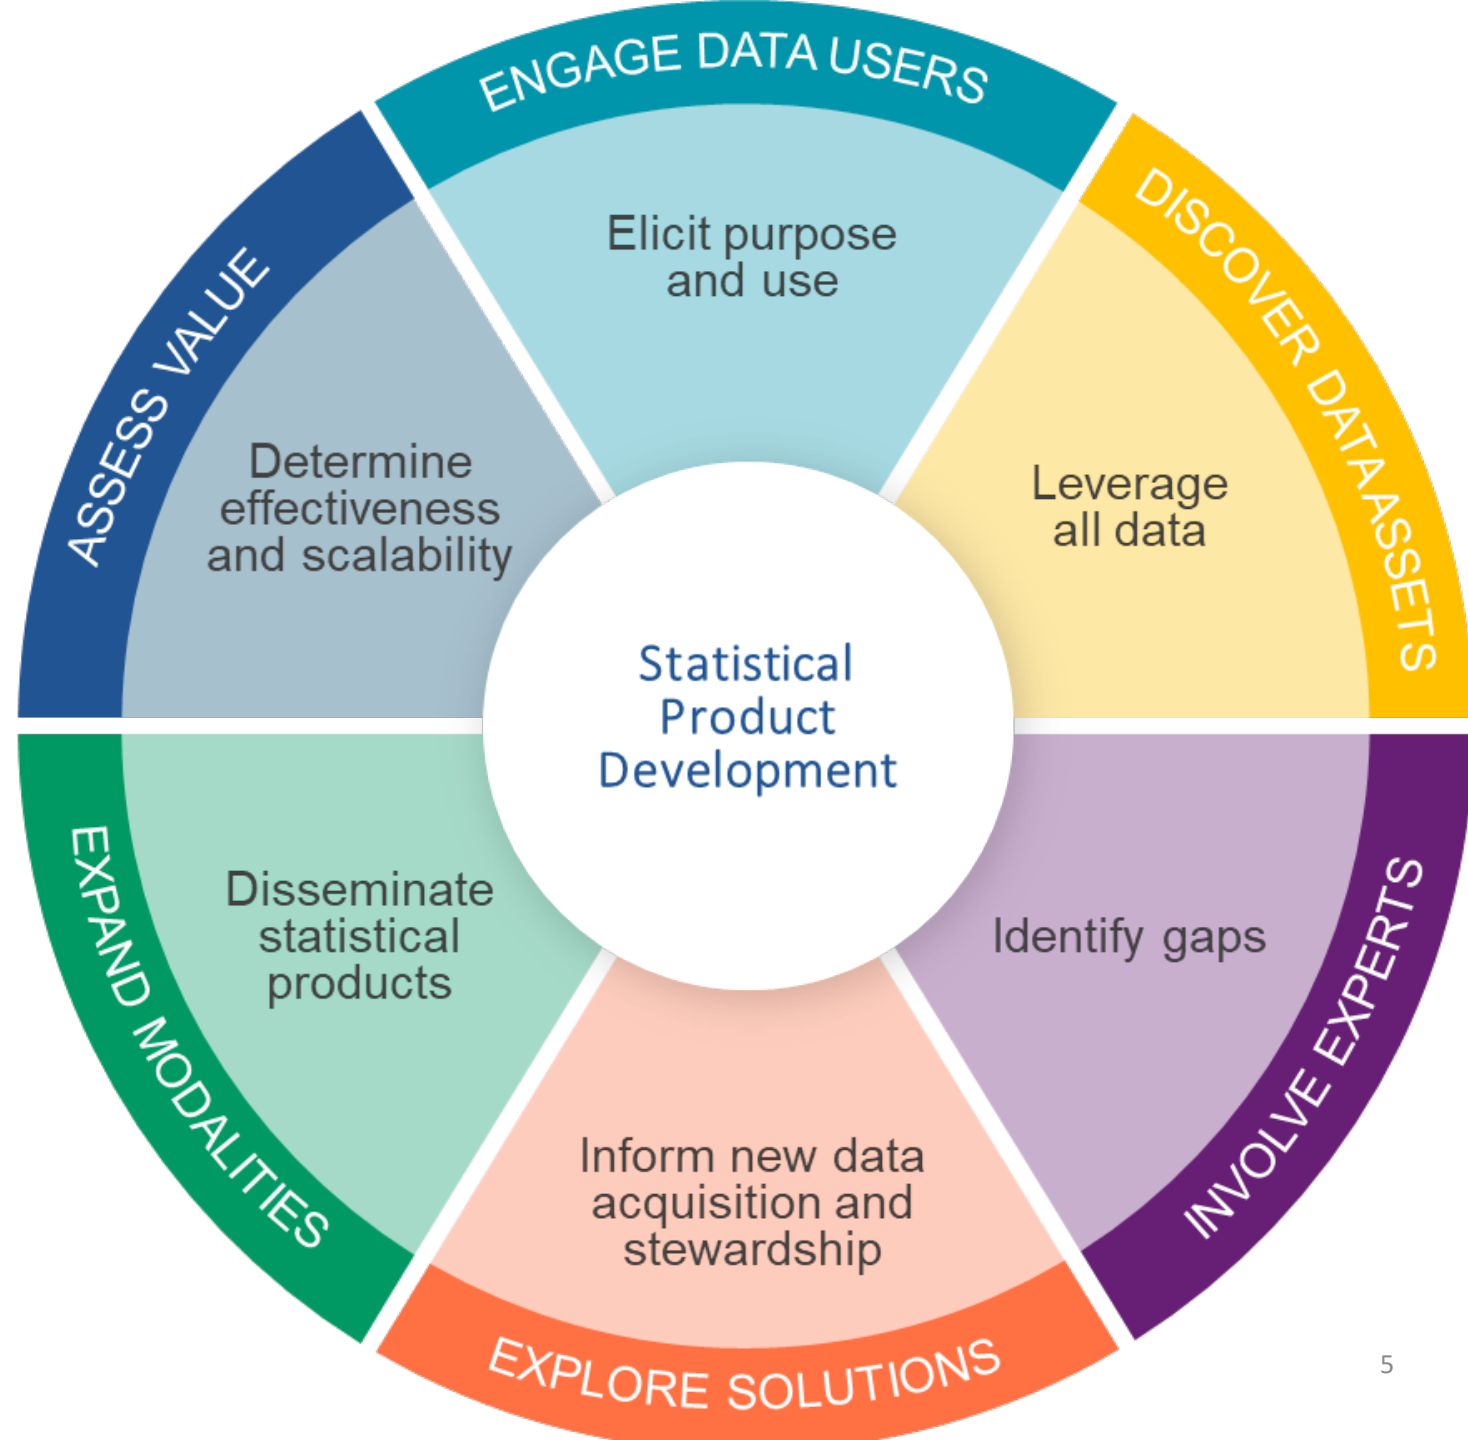 ENGAGE DATA USERS
Elicit purpose
and use
DISCOVER DATA ASSETS
Leverage
all data
INVOLVE EXPERTS
Identify gaps
EXPLORE SOLUTIONS
Inform new data
acquisition and
stewardship
EXPAND MODALITIES
Disseminate
statistical
products
ASSESS VALUE
Determine
effectiveness
and scalability
Statistical
Product
Development
5